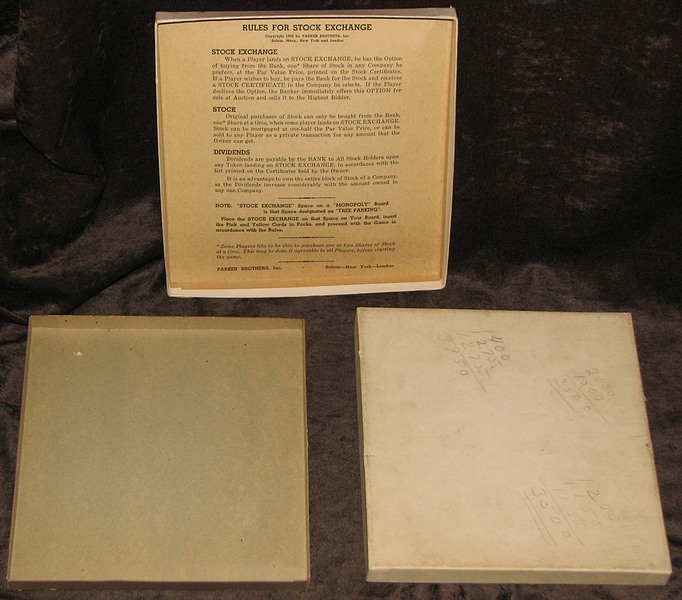 RULES FOR STOCK EXCHANGE
Copyright 1936 by PARKER BROTHERS, Inc.
Salem, Mass., New York and London
STOCK EXCHANGE
When a Player lands on STOCK EXCHANGE, he has the Option
of buying from the Bank, one* Share of Stock in any Company he
prefers, at the Par Value Price, printed on the Stock Certificates.
If a Player wishes to buy, he pays the Bank for the Stock and receives
a STOCK CERTIFICATE in the Company he selects. If the Player
declines the Option, the Banker immediately offers this OPTION for
sale at Auction and sells it to the Highest Bidder.
STOCK
Original purchases of Stock can only be bought from the Bank,
one* Share at a time, when some player lands on STOCK EXCHANGE.
Stock can be mortgaged at one-half the Par Value Price, or can be
sold to any Player as a private transaction for any amount that the
Owner can get.
DIVIDENDS
Dividends are payable by the BANK to All Stock Holders upon
any Token landing on STOCK EXCHANGE, in accordance with the
list printed on the Certificates held by the Owner.
It is an advantage to own the entire block of Stock of a Company,
as the Dividends increase considerably with the amount owned in
any one Company.
NOTE: "STOCK EXCHANGE" Space on a "MONOPOLY" Board
is that Space designated as "FREE PARKING".
Place the STOCK EXCHANGE on that Space on Your Board, insert
the Pink and Yellow Cards in Packs, and proceed with the Game in
accordance with the Rules.
* Some Players like to be able to purchase one or two Shares of Stock
at a time. This may be done if agreeable to all Players, before starting
the game.
PARKER BROTHERS, Inc. Salem—New York—London
1400